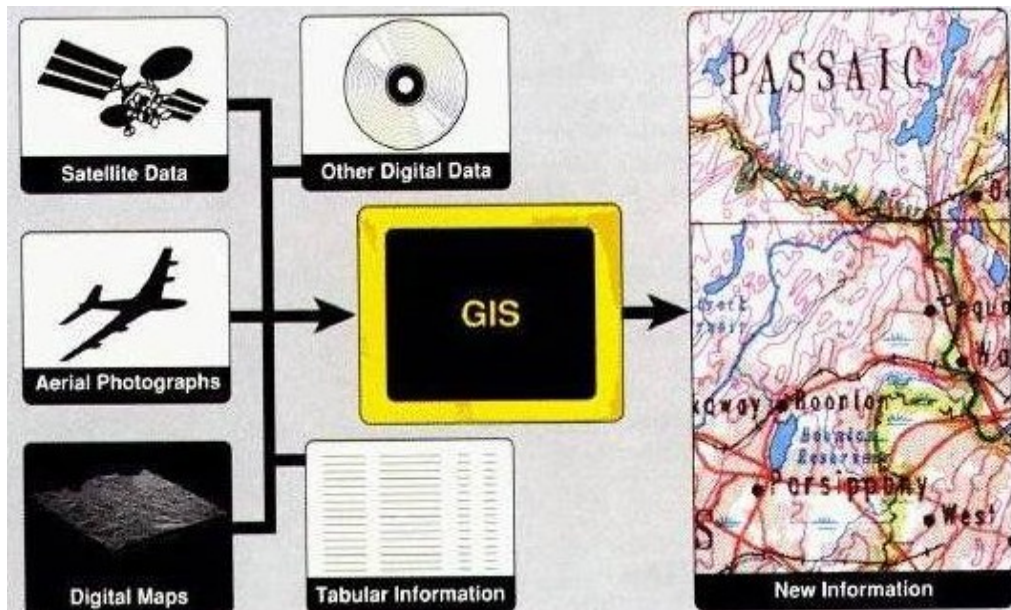 Satellite Data
Other Digital Data
Aerial Photographs
GIS
Digital Maps
Tabular Information
PASSAIC
Boonton
Parsippany
West
S
New Information